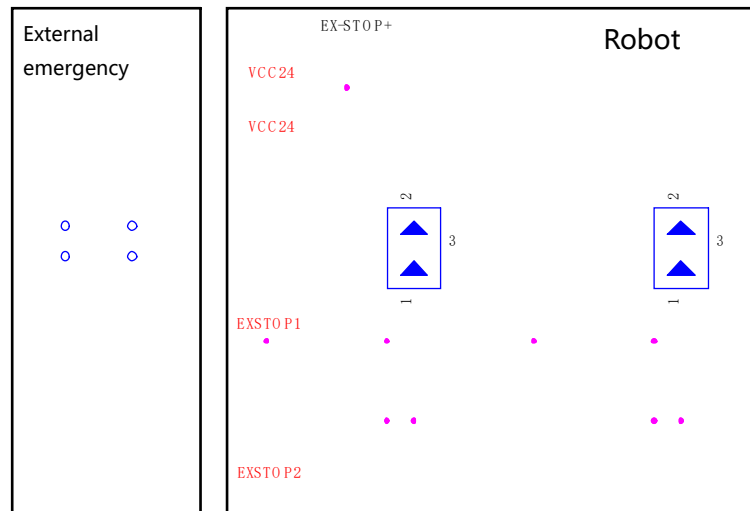 External
emergency
EX-STOP+
Robot
VCC24
VCC24
2
2
3
3
1
1
EXSTOP1
EXSTOP2